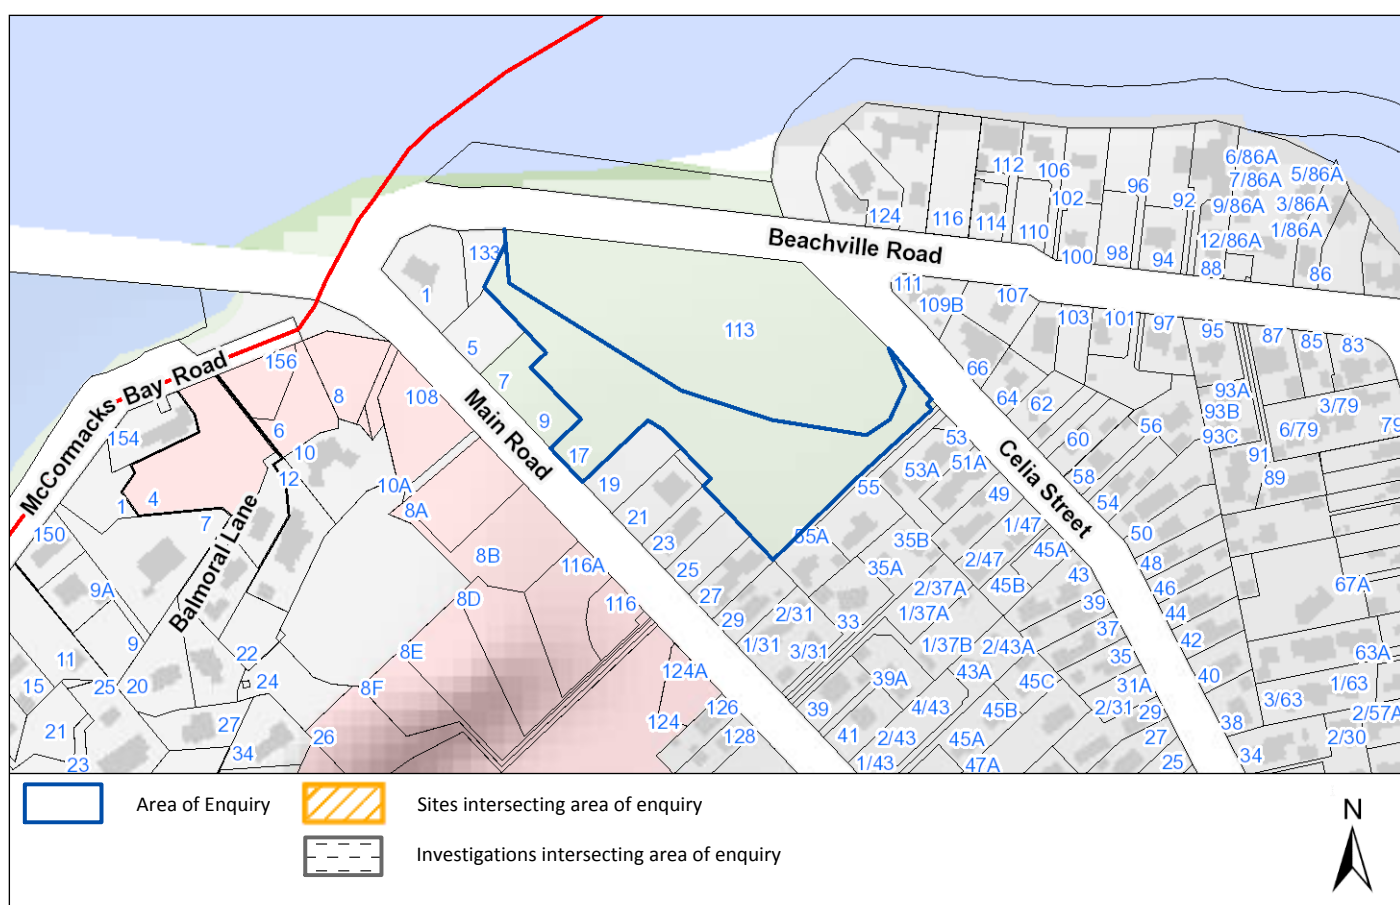 6/86A
112
106
5/86A
7/86A
96
102
92
9/86A
3/86A
124
116
114
110
12/86A
1/86A
Beachville Road
133
100
98
94
88
86
111
107
1
109B
103
101
97
95
87
85
83
113
5
156
McCormacks Bay Road
7
66
8
108
64
62
93A
3/79
Main Road
9
93B
79
154
6
17
53
60
56
93C
6/79
10
53A
51A
Celia Street
91
12
10A
19
55
58
89
4
1
8A
49
54
7
21
1/47
50
150
55A
35B
23
45A
8B
2/47
48
116A
25
35A
43
46
67A
9A
2/37A
45B
8D
27
39
116
2/31
1/37A
44
Balmoral Lane
29
33
37
9
1/31
1/37B
2/43A
42
8E
3/31
35
63A
11
22
124A
43A
39A
40
15
25
20
24
8F
45C
31A
1/63
3/63
126
39
4/43
45B
2/31
29
2/57A
27
124
38
21
128
41
2/43
45A
27
2/30
26
34
34
23
1/43
47A
25
Area of Enquiry
Sites intersecting area of enquiry
Investigations intersecting area of enquiry
N